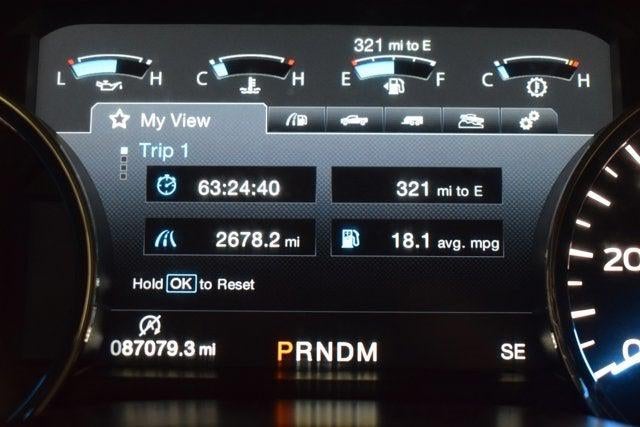 321 mi to E
L H C H E F C H
My View
Trip 1
63:24:40 321 mi to E
2678.2 mi 18.1 avg. mpg
Hold OK to Reset
087079.3 mi PRNDM SE
20
0